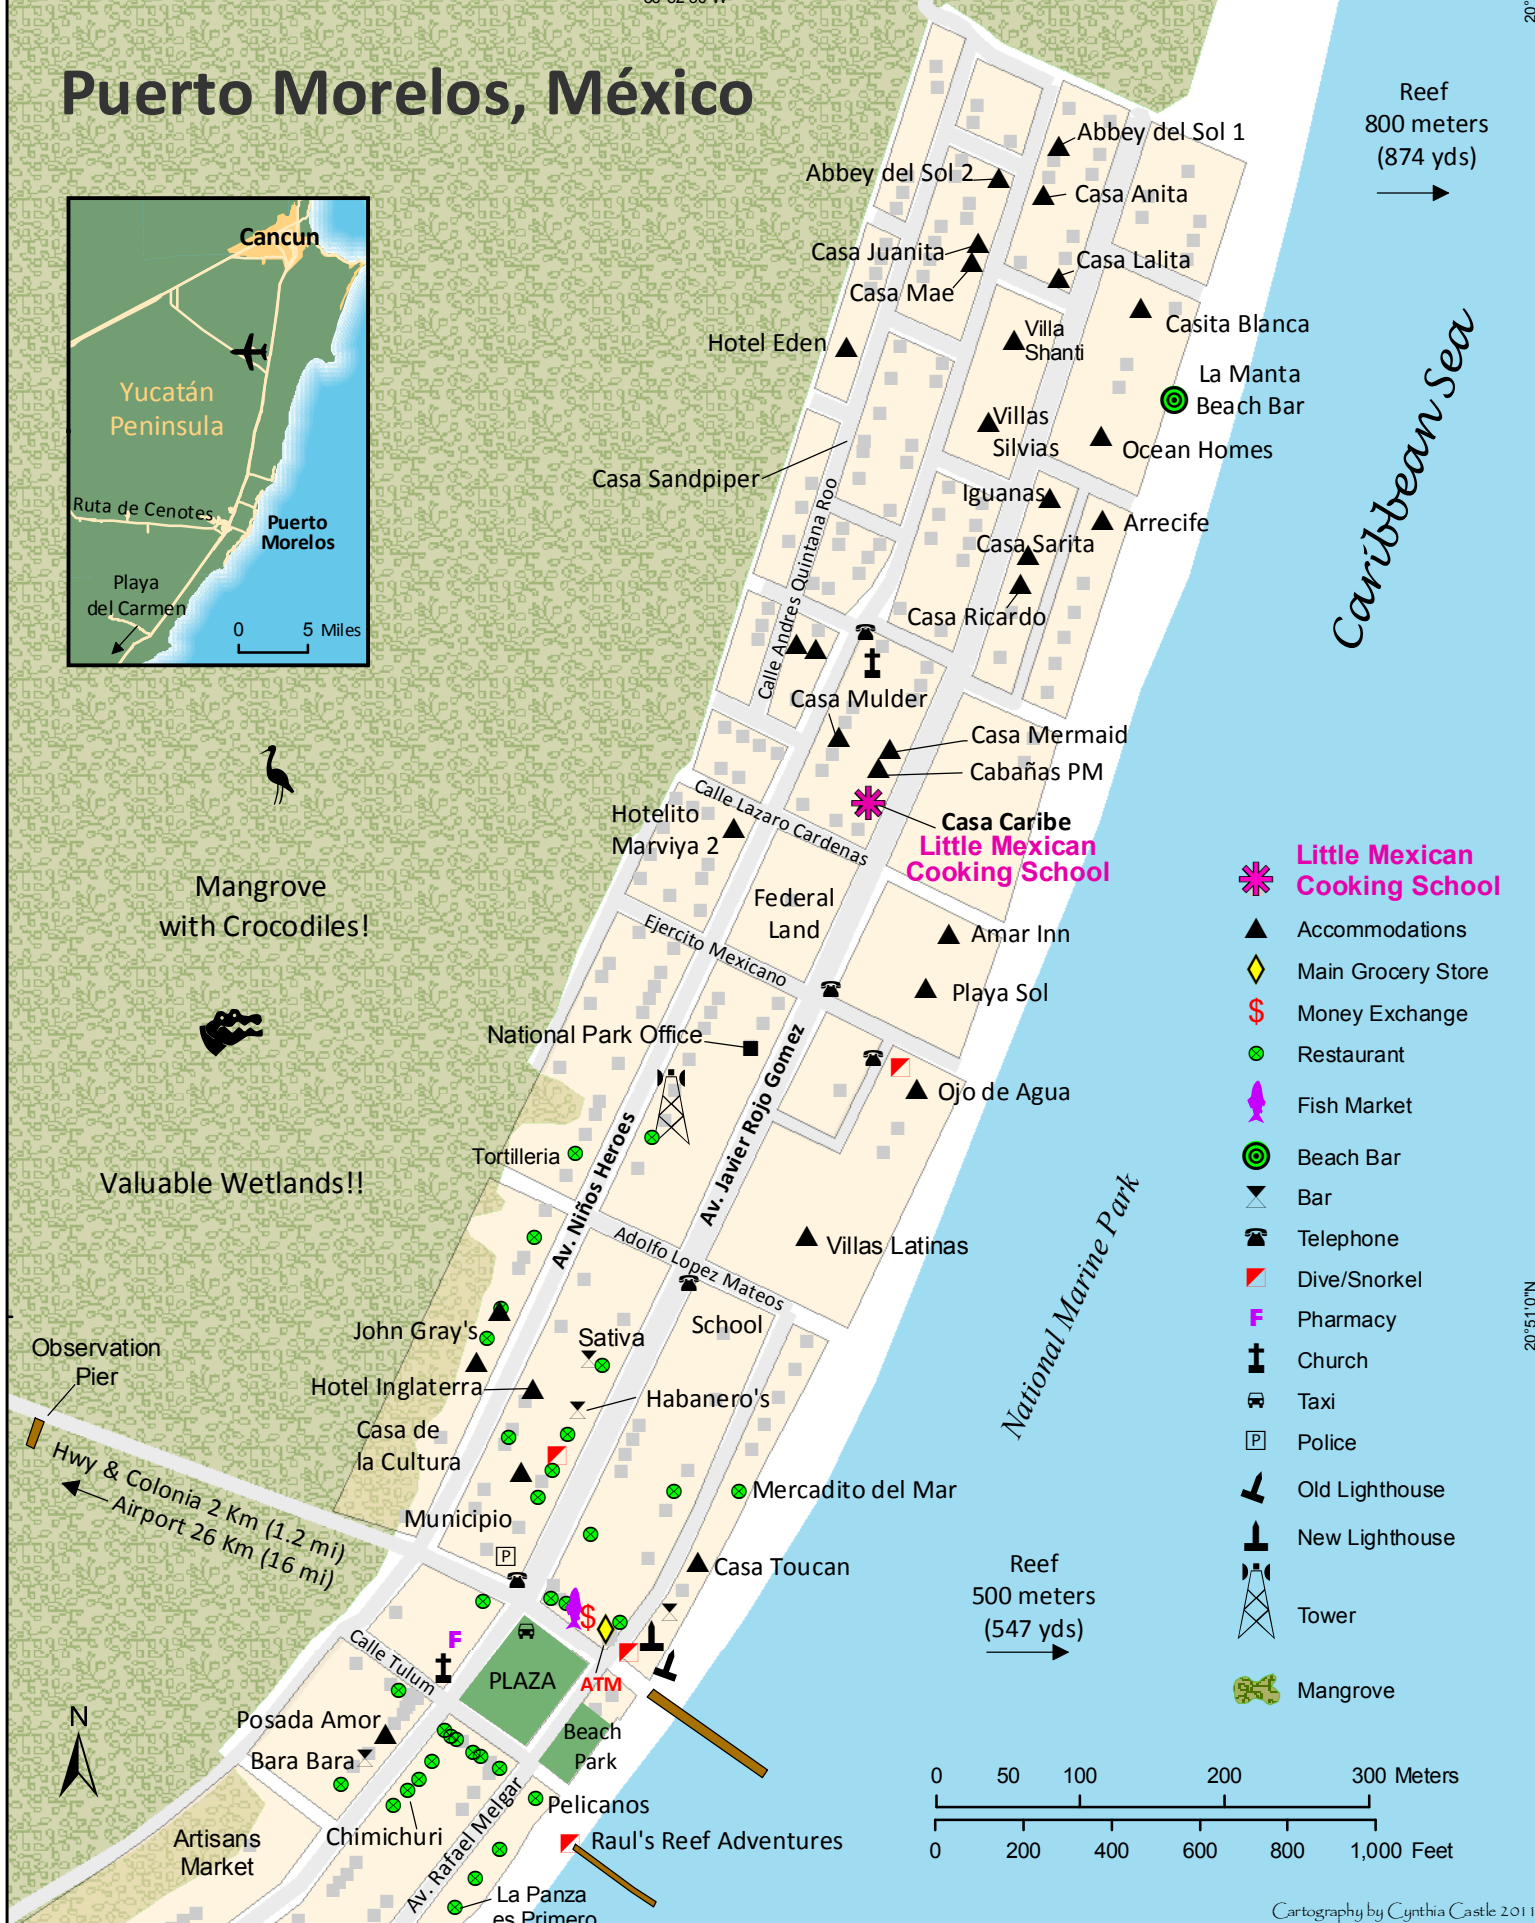 Puerto Morelos, México
Reef
800 meters
(874 yds)
Abbey del Sol 1
Abbey del Sol 2
Casa Anita
Casa Juanita
Casa Lalita
Casa Mae
Casita Blanca
Hotel Eden
Villa
Shanti
La Manta
Beach Bar
Villas
Silvias
Ocean Homes
Casa Sandpiper
Iguanas
Arrecife
Casa Sarita
Casa Ricardo
Calle Andres Quintana Roo
Caribbean Sea
Cancun
Yucatán
Peninsula
Ruta de Cenotes
Puerto
Morelos
Playa
del Carmen
0 5 Miles
Casa Mulder
Casa Mermaid
Cabañas PM
Calle Lazaro Cardenas
Hotelito
Marviya 2
Casa Caribe
Little Mexican
Cooking School
Mangrove
with Crocodiles!
Federal
Land
Ejercito Mexicano
Amar Inn
Playa Sol
National Park Office
Av. Javier Rojo Gomez
Ojo de Agua
Tortilleria
Av. Niños Heroes
Valuable Wetlands!!
Adolfo Lopez Mateos
Villas Latinas
National Marine Park
School
John Gray's
Sativa
Observation
Pier
Hotel Inglaterra
Habanero's
Casa de
la Cultura
Hwy & Colonia 2 Km (1.2 mi)
Airport 26 Km (16 mi)
Mercadito del Mar
Municipio
P
Casa Toucan
Reef
500 meters
(547 yds)
$
F
Calle Tulum
PLAZA
ATM
N
Posada Amor
Bara Bara
Beach
Park
Pelicanos
Artisans
Market
Chimichuri
Av. Rafael Melgar
Raul's Reef Adventures
La Panza
es Primero
Little Mexican
Cooking School
Accommodations
Main Grocery Store
$ Money Exchange
Restaurant
Fish Market
Beach Bar
Bar
Telephone
Dive/Snorkel
F Pharmacy
Church
Taxi
P Police
Old Lighthouse
New Lighthouse
Tower
Mangrove
20°51'0"N
0 50 100 200 300 Meters
0 200 400 600 800 1,000 Feet
Cartography by Cynthia Castle 2011